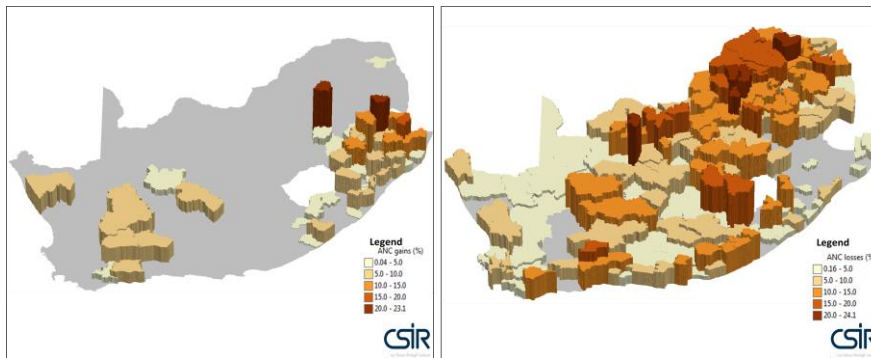 Legend
ANC gains (%)
0.04 - 5.0
5.0 - 10.0
10.0 - 15.0
15.0 - 20.0
20.0 - 23.1
CSIR
Legend
ANC losses (%
0.16 - 5.0
5.0 - 10.0
10.0 - 15.0
15.0 - 20.0
20.0 - 24.1
CSIR